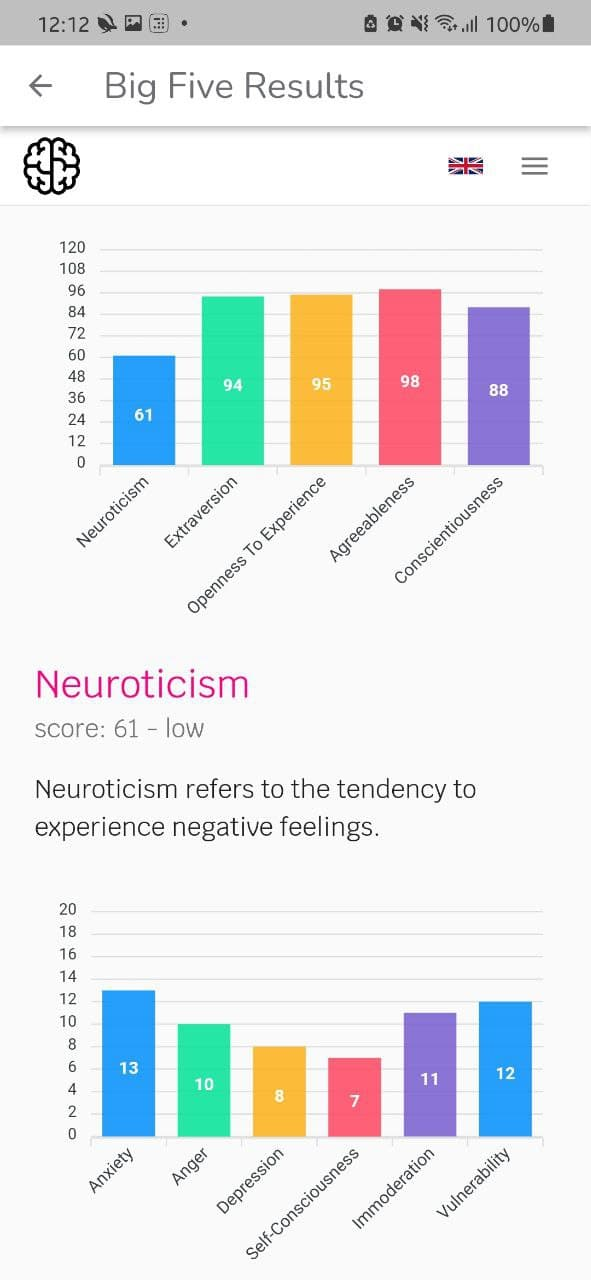 12:12 100%
Big Five Results
120
108
96
84
72
60
48
36
24
12
0
61 94 95 98 88
Neuroticism Extraversion Openness To Experience Agreeableness Conscientiousness
Neuroticism
score: 61 - low
Neuroticism refers to the tendency to
experience negative feelings.
20
18
16
14
12
10
8
6
4
2
0
13 10 8 7 11 12
Anxiety Anger Depression Self-Consciousness Immoderation Vulnerability